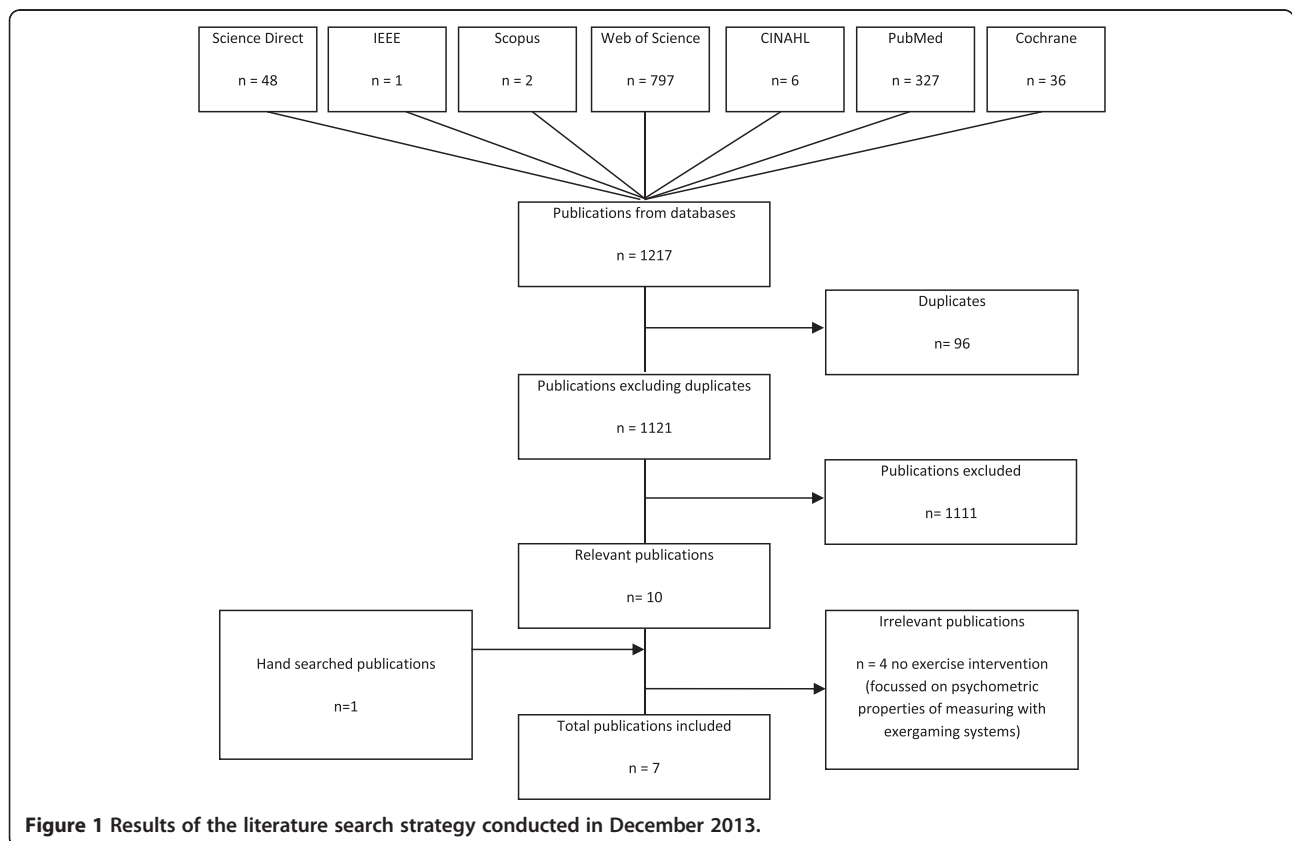 Science Direct
n = 48
IEEE
n = 1
Scopus
n = 2
Web of Science
n = 797
CINAHL
n= 6
PubMed
n = 327
Cochrane
n = 36
Publications from databases
n = 1217
Duplicates
n= 96
Publications excluding duplicates
n = 1121
Publications excluded
n= 1111
Relevant publications
n= 10
Hand searched publications
n=1
Irrelevant publications
n = 4 no exercise intervention
(focussed on psychometric
properties of measuring with
exergaming systems)
Total publications included
n = 7
Figure 1 Results of the literature search strategy conducted in December 2013.